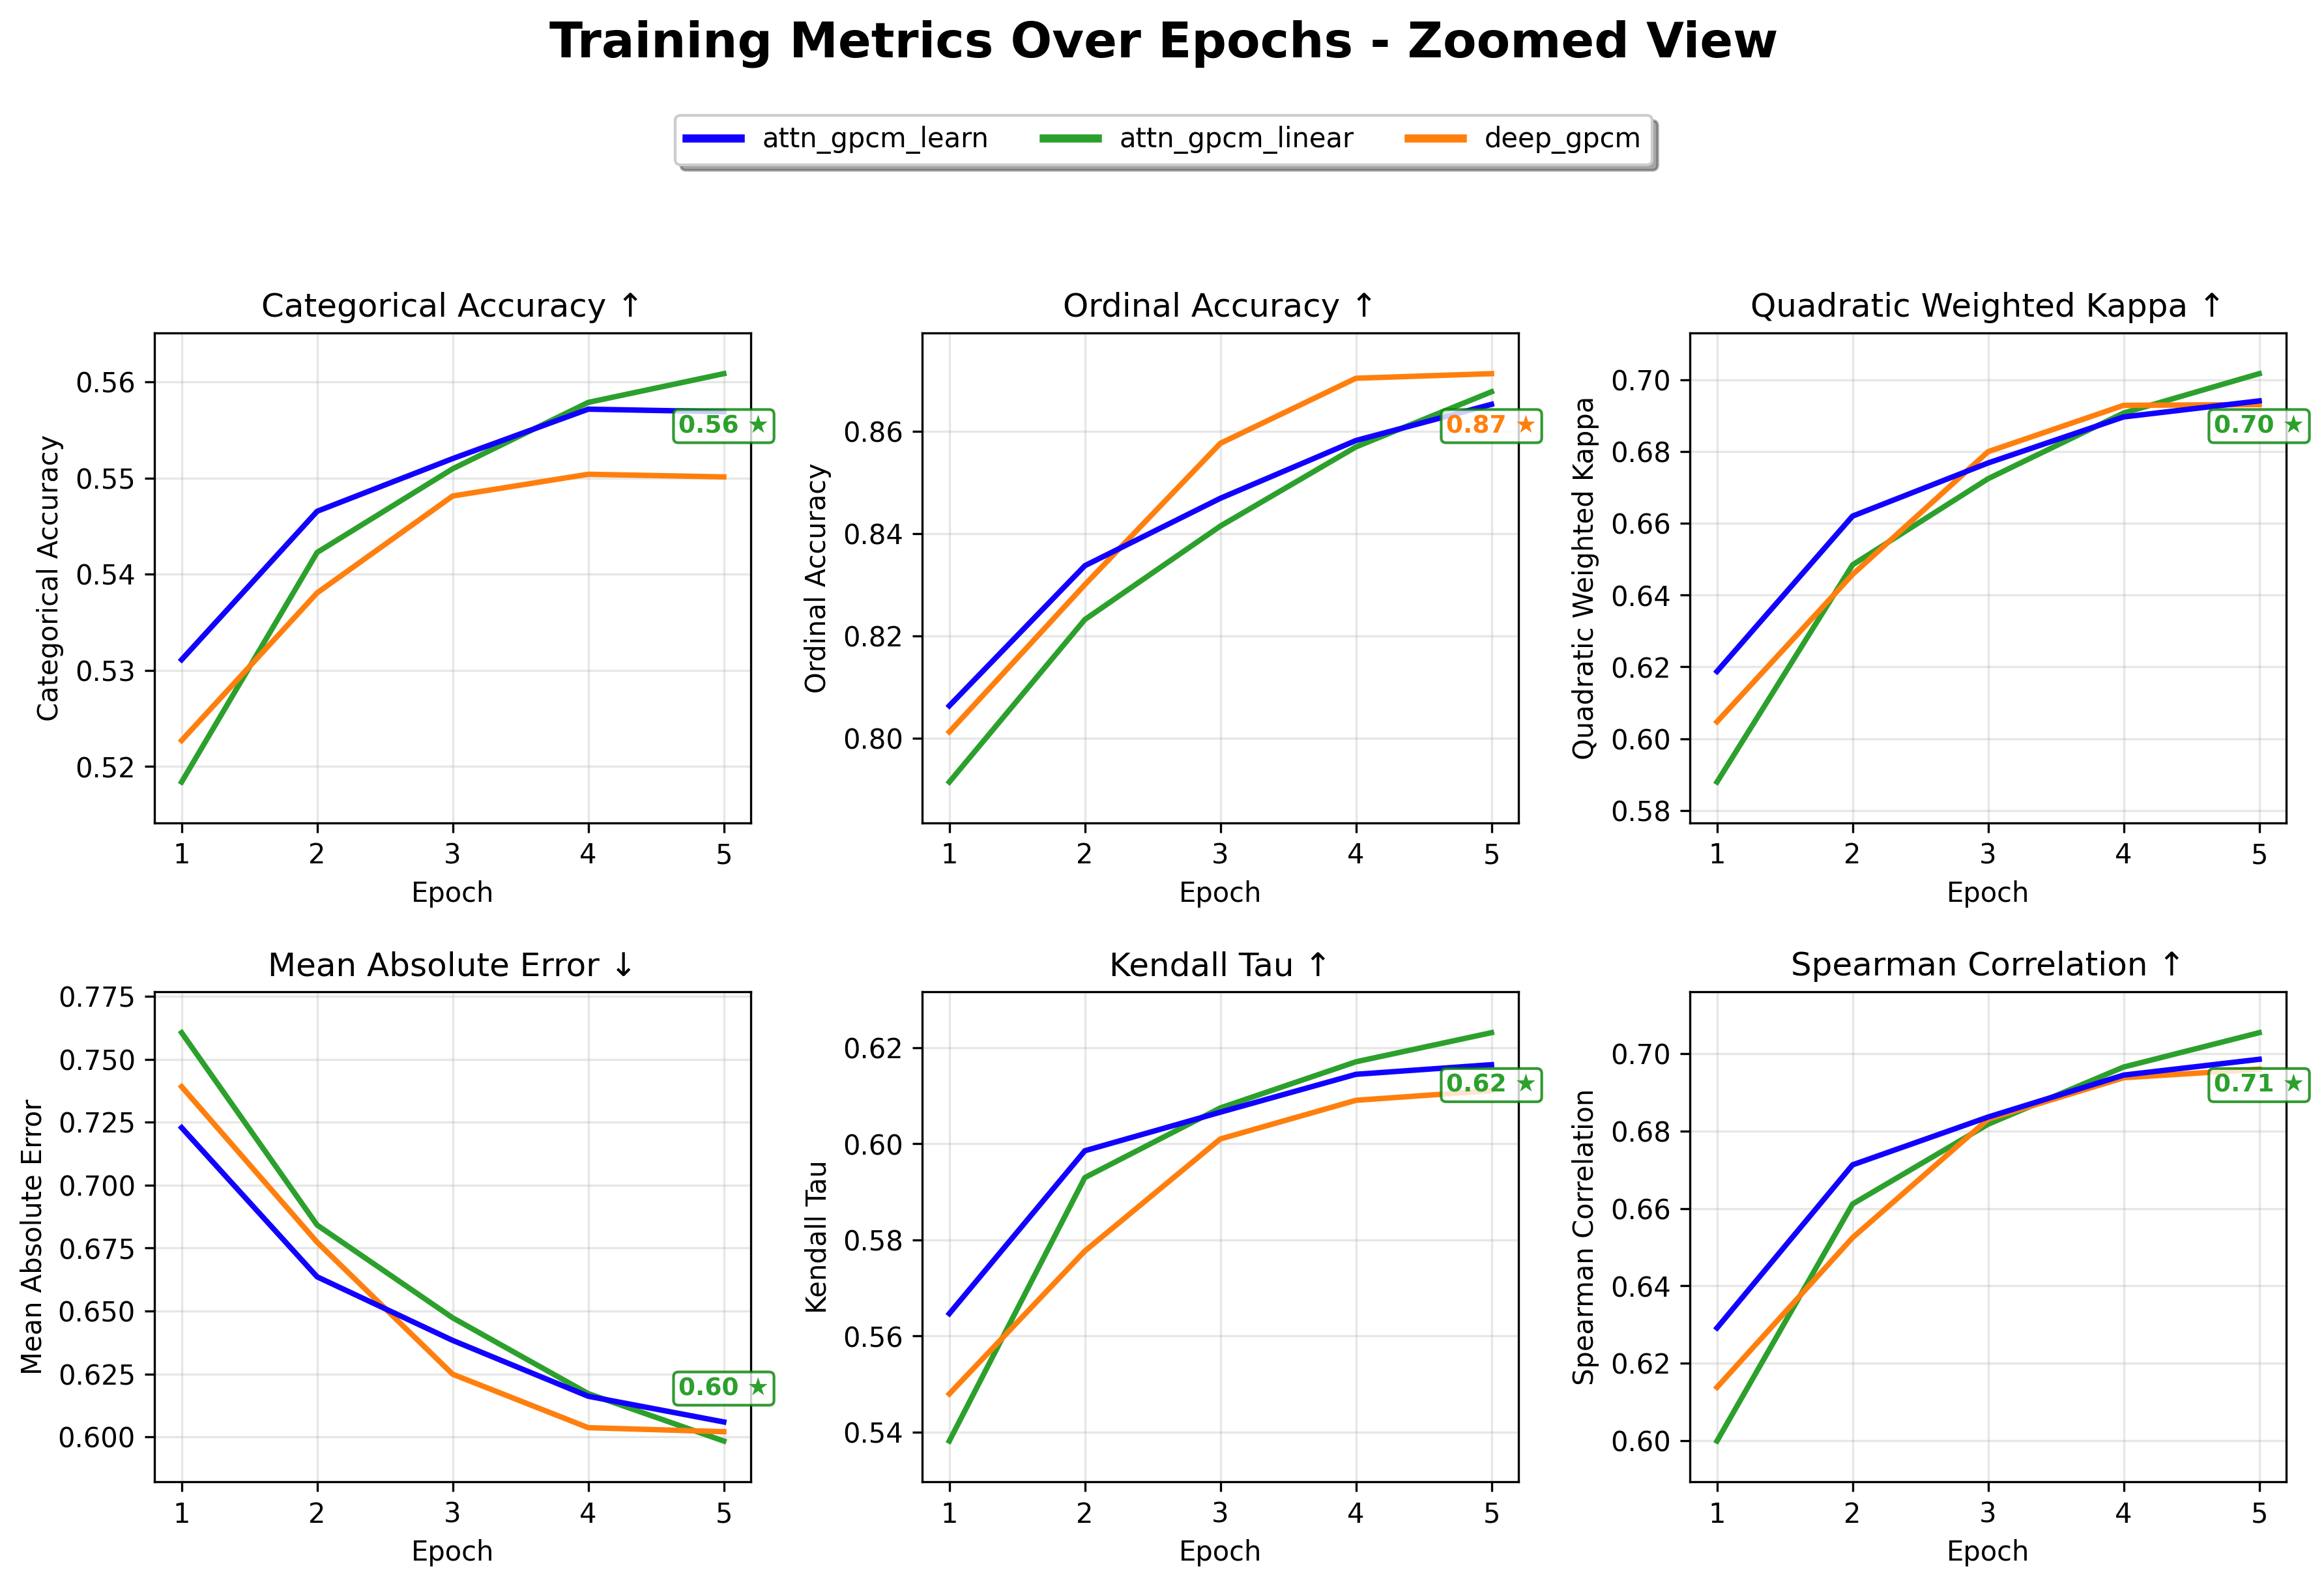 Training Metrics Over Epochs - Zoomed View
attn_gpcm_learn attn_gpcm_linear deep_gpcm
Categorical Accuracy ↑
Categorical Accuracy
0.56
0.55
0.54
0.53
0.52
0.56 ★
1 2 3 4 5
Epoch
Ordinal Accuracy ↑
Ordinal Accuracy
0.86
0.84
0.82
0.80
0.87 ★
1 2 3 4 5
Epoch
Quadratic Weighted Kappa ↑
Quadratic Weighted Kappa
0.70
0.68
0.66
0.64
0.62
0.60
0.58
0.70 ★
1 2 3 4 5
Epoch
Mean Absolute Error ↓
Mean Absolute Error
0.775
0.750
0.725
0.700
0.675
0.650
0.625
0.600
0.60 ★
1 2 3 4 5
Epoch
Kendall Tau ↑
Kendall Tau
0.62
0.60
0.58
0.56
0.54
0.62 ★
1 2 3 4 5
Epoch
Spearman Correlation ↑
Spearman Correlation
0.70
0.68
0.66
0.64
0.62
0.60
0.71 ★
1 2 3 4 5
Epoch